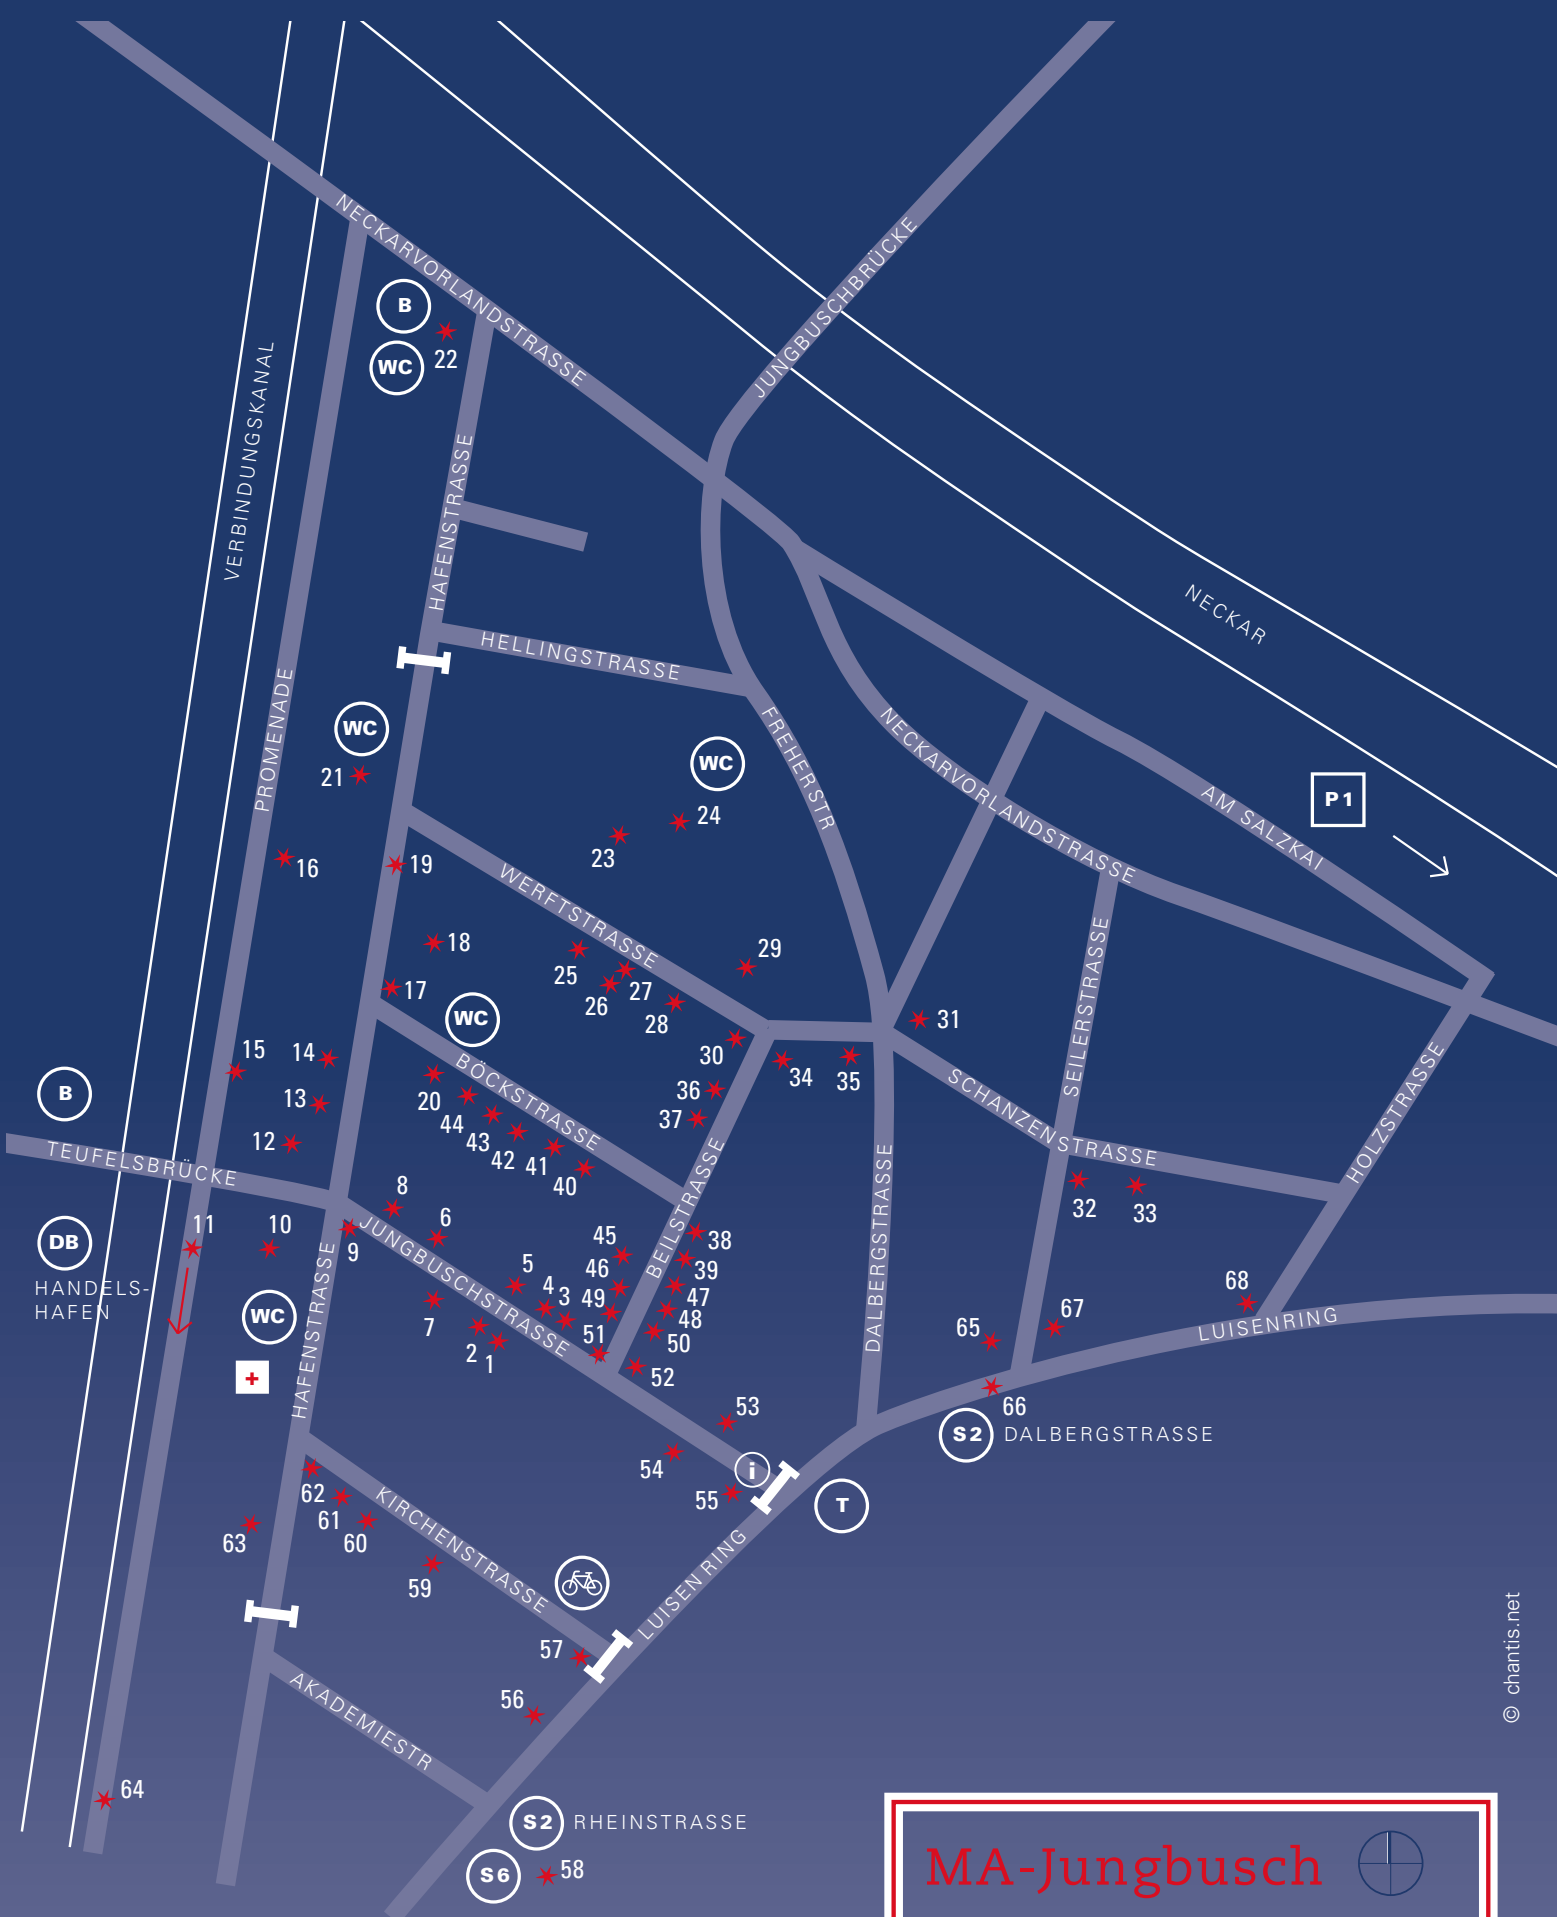 NECKARVORLANDSTRASSE
JUNGBUSCHBRÜCKE
B
22
WC
VERBINDUNGSKANAL
HAFENSTRASSE
NECKAR
HELLINGSTRASSE
PROMENADE
WC
21
WC
FREHERSTR
NECKARVORLANDSTRASSE
AM SALZKAI
P1
24
23
16
19
WERFTSTRASSE
18
29
25
27
26
28
17
WC
31
SEILERSTRASSE
15
14
30
34
35
SCHANZENSTRASSE
HOLZSTRASSE
B
13
20
BÖCKSTRASSE
36
37
44
43
42
41
40
12
TEUFELSBRÜCKE
8
32
33
11
10
9
6
JUNGBUSCHSTRASSE
45
BEILSTRASSE
38
DALBERGSTRASSE
DB
HANDELS-
HAFEN
5
46
39
4
3
49
47
48
68
WC
HAFENSTRASSE
7
2
1
51
50
52
65
67
LUISENRING
53
66
S2
DALBERGSTRASSE
54
i
55
T
62
61
60
63
KIRCHENSTRASSE
59
LUISENRING
57
56
AKADEMIESTR
64
S2
RHEINSTRASSE
S6
58
© chantis.net
MA-Jungbusch